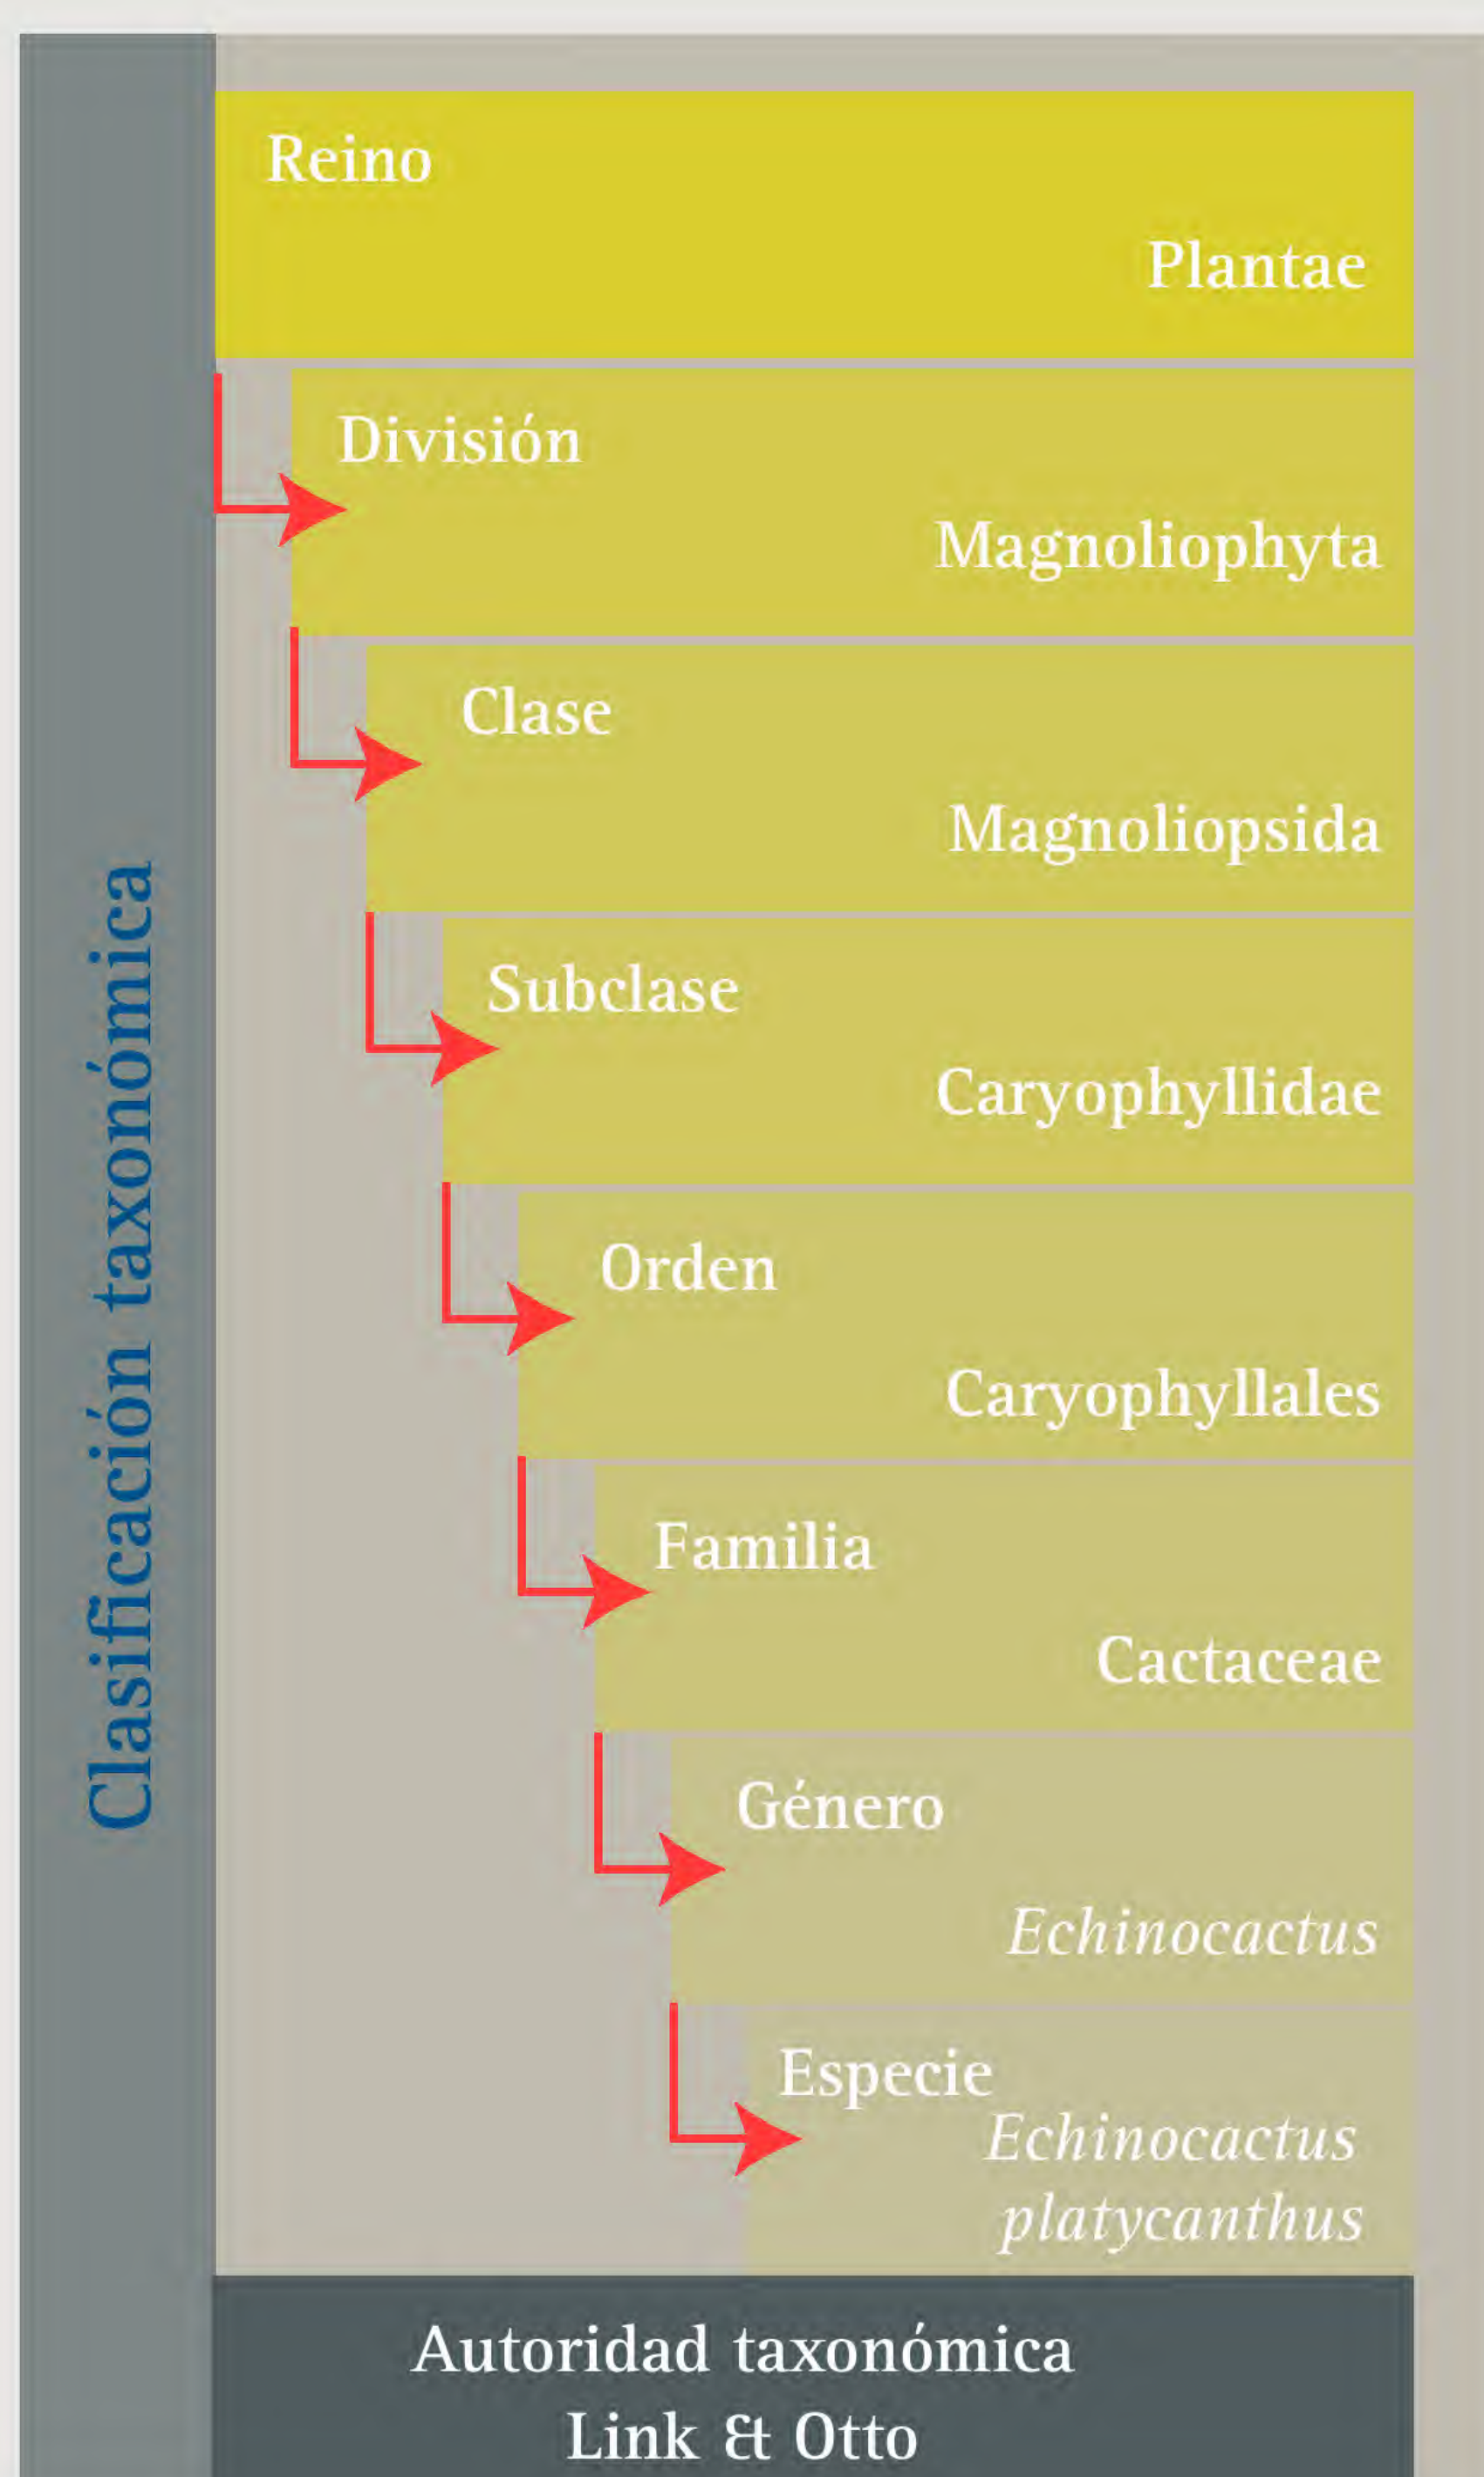 Clasificación taxonómica
Reino
Plantae
División
Magnoliophyta
Clase
Magnoliopsida
Subclase
Caryophyllidae
Orden
Caryophyllales
Familia
Cactaceae
Género
Echinocactus
Especie
Echinocactus
platycanthus
Autoridad taxonómica
Link & Otto